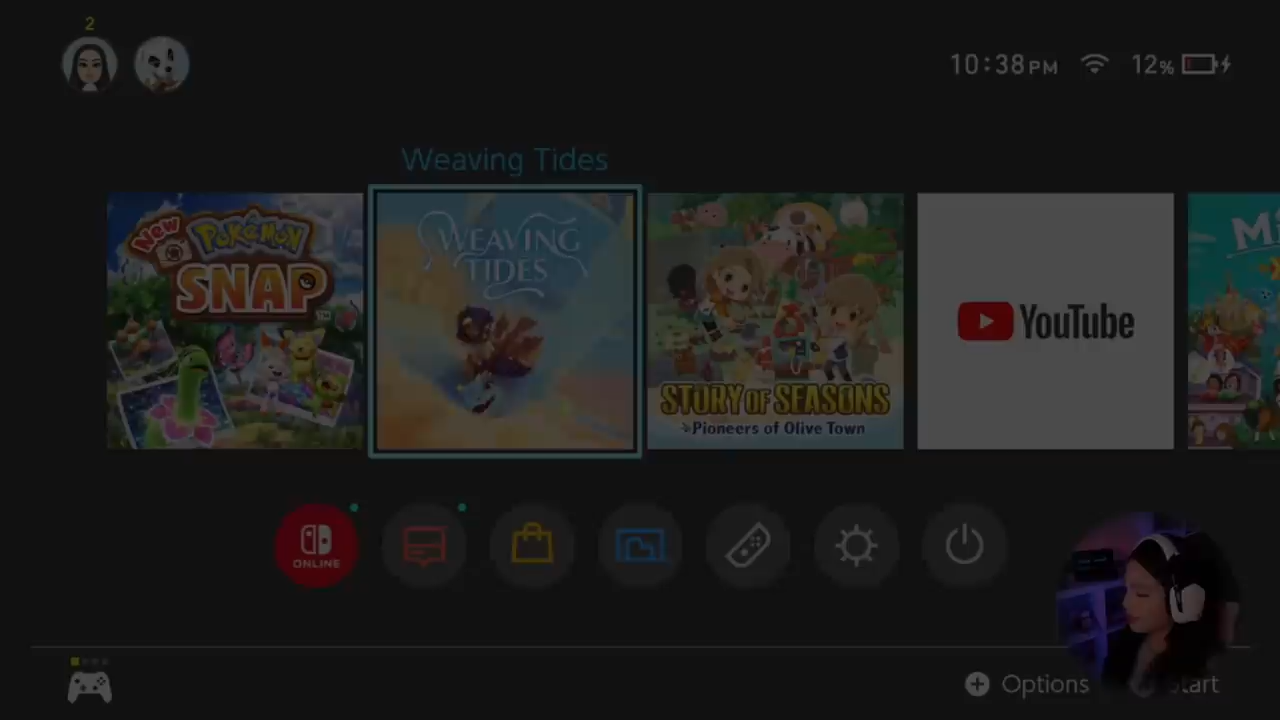 2
10:38 PM 12%
Weaving Tides
New Pokémon SNAP
WEAVING TIDES
STORY OF SEASONS
Pioneers of Olive Town
YouTube
ONLINE
Options
Start